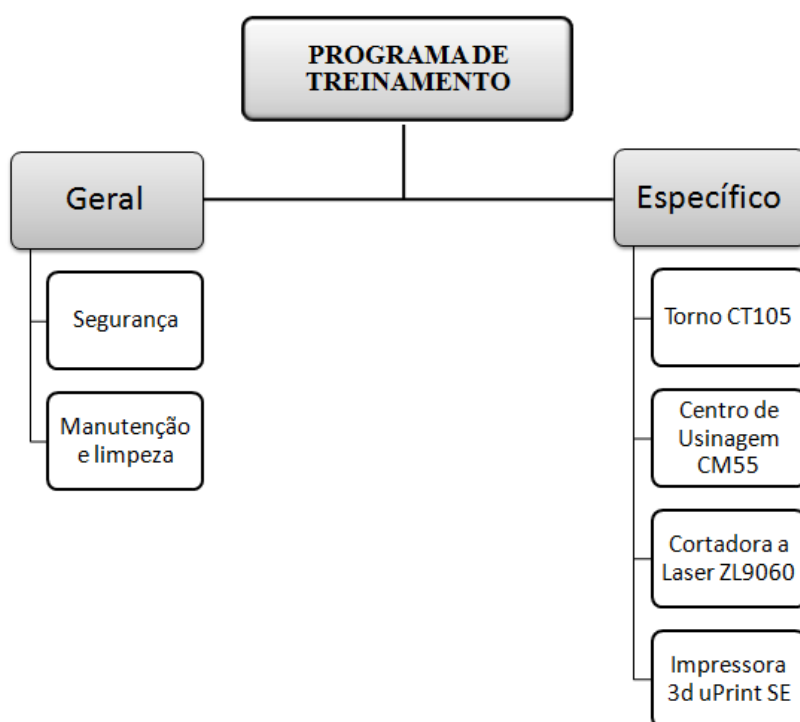 PROGRAMA DE
TREINAMENTO
Geral
Segurança
Manutenção
e limpeza
Específico
Torno CT105
Centro de
Usinagem
CM55
Cortadora a
Laser ZL9060
Impressora
3d uPrint SE